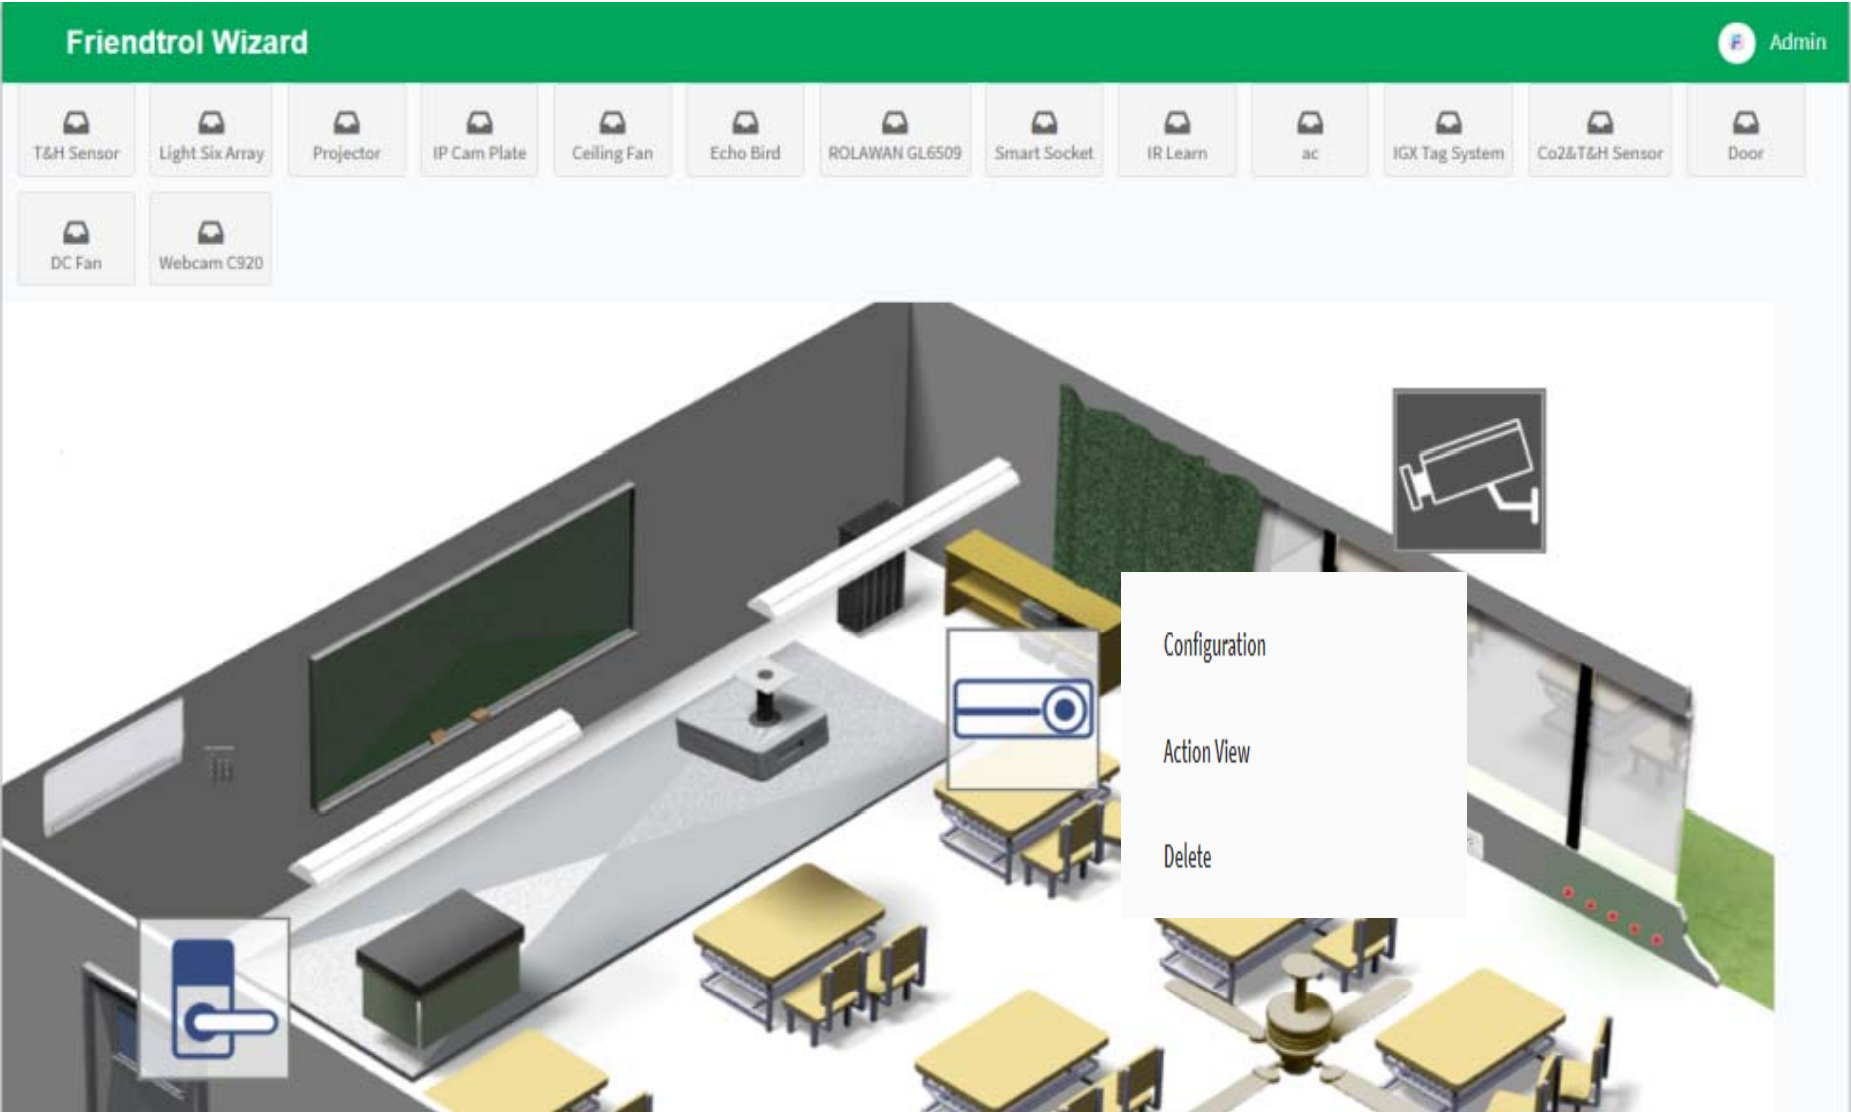 Friendtrol Wizard
Admin
T&H Sensor
Light Six Array
Projector
IP Cam Plate
Ceiling Fan
Echo Bird
ROLAWAN GL6509
Smart Socket
IR Learn
ac
IGX Tag System
Co2&T&H Sensor
Door
DC Fan
Webcam C920
Configuration
Action View
Delete